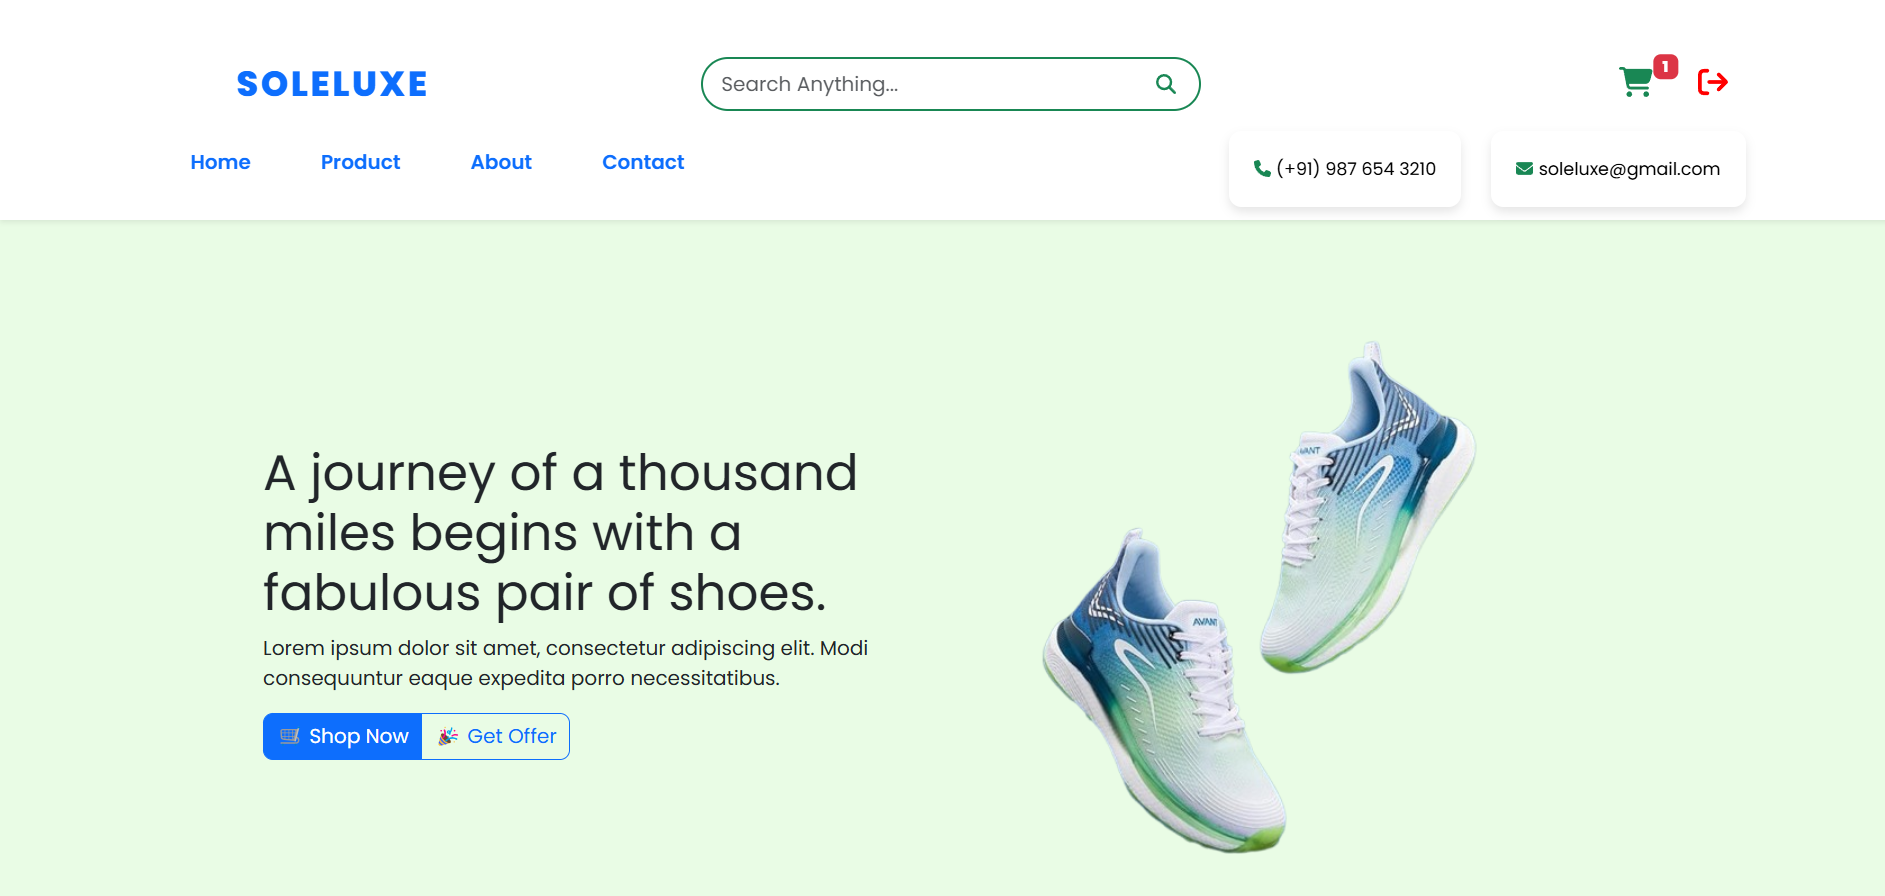 SOLELUXE
Search Anything...
1
Home Product About Contact
(+91) 987 654 3210
soleluxe@gmail.com
A journey of a thousand
miles begins with a
fabulous pair of shoes.
Lorem ipsum dolor sit amet, consectetur adipiscing elit. Modi
consequuntur eaque expedita porro necessitatibus.
Shop Now Get Offer
AVANT
AVANT